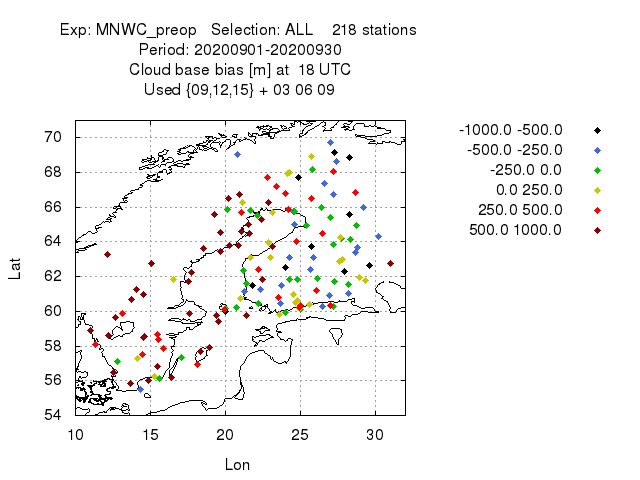 Exp: MNWC_preop   Selection: ALL    218 stations
Period: 20200901-20200930
Cloud base bias [m] at  18 UTC
Used {09,12,15} + 03 06 09
70
68
66
64
62
60
58
56
54
Lat
10 15 20 25 30
Lon
-1000.0 -500.0
-500.0 -250.0
-250.0 0.0
0.0 250.0
250.0 500.0
500.0 1000.0